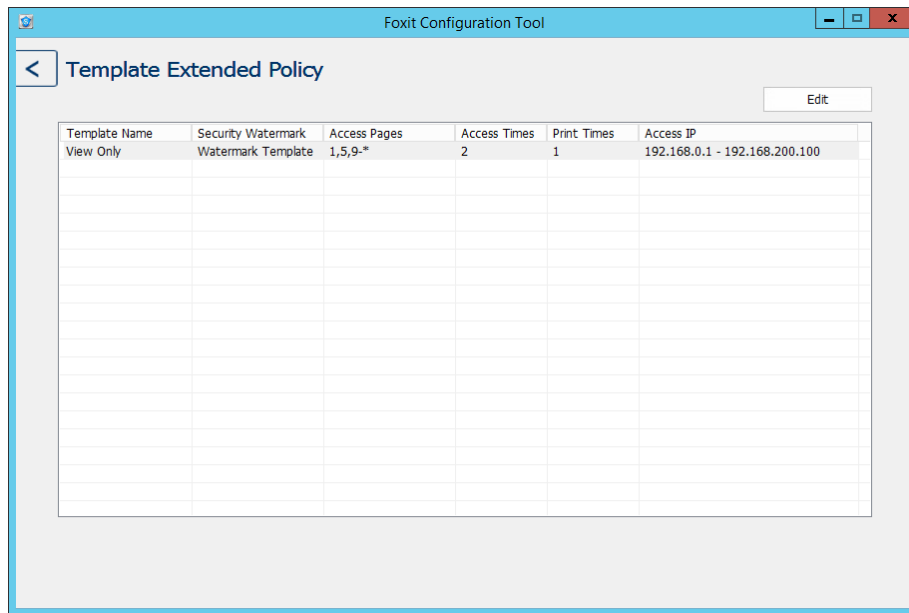 Foxit Configuration Tool
< Template Extended Policy
Edit
Template Name Security Watermark Access Pages Access Times Print Times Access IP
View Only Watermark Template 1,5,9-* 2 1 192.168.0.1 - 192.168.200.100